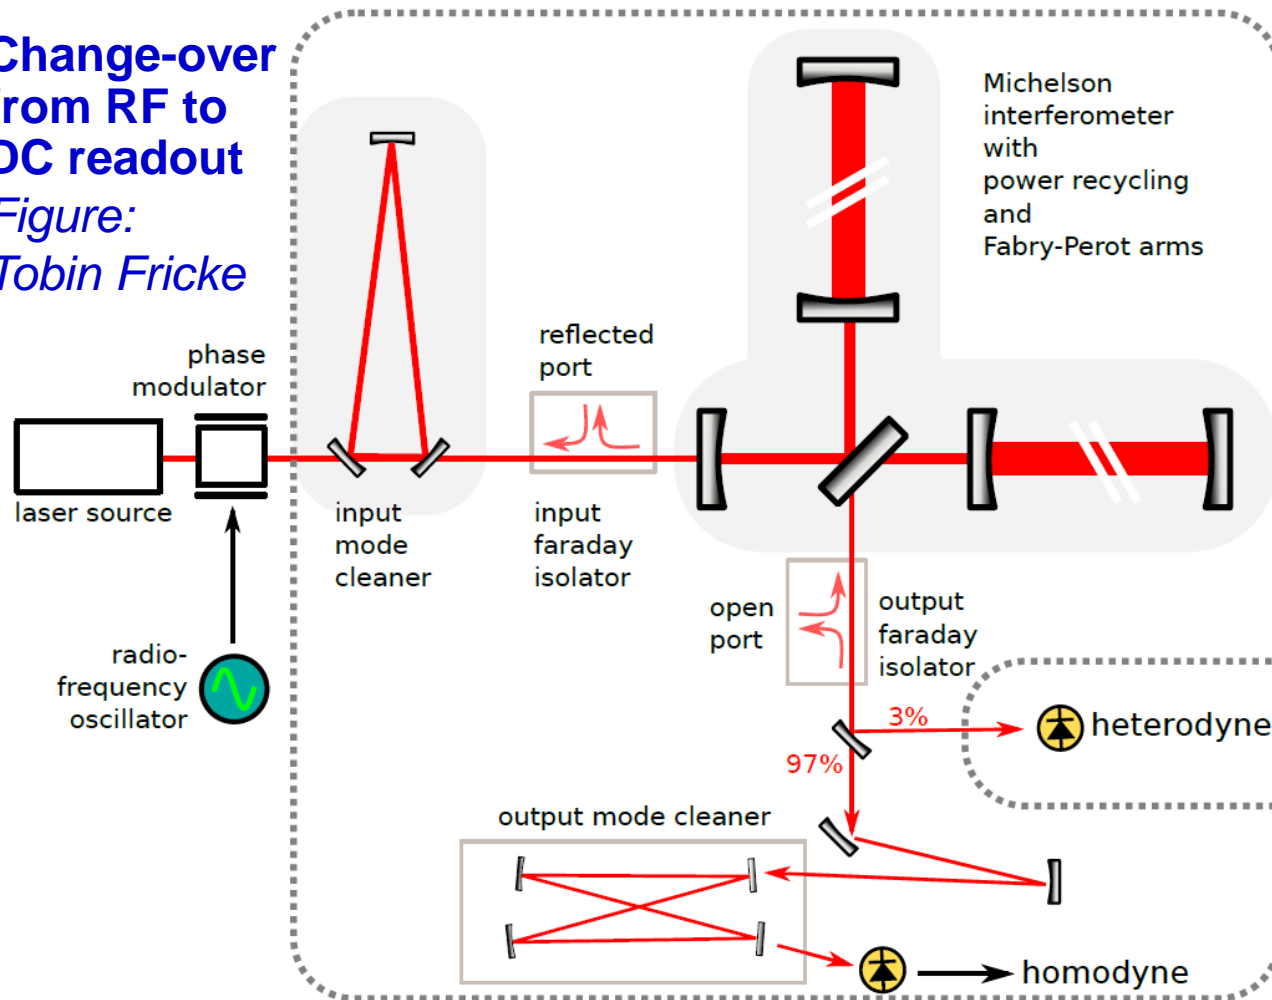 Change-over
from RF to
DC readout
Figure:
Tobin Fricke
Michelson
interferometer
with
power recycling
and
Fabry-Perot arms
reflected
port
phase
modulator
laser source
input
mode
cleaner
input
faraday
isolator
radio-
frequency
oscillator
open
port
output
faraday
isolator
3%
heterodyne
97%
output mode cleaner
homodyne